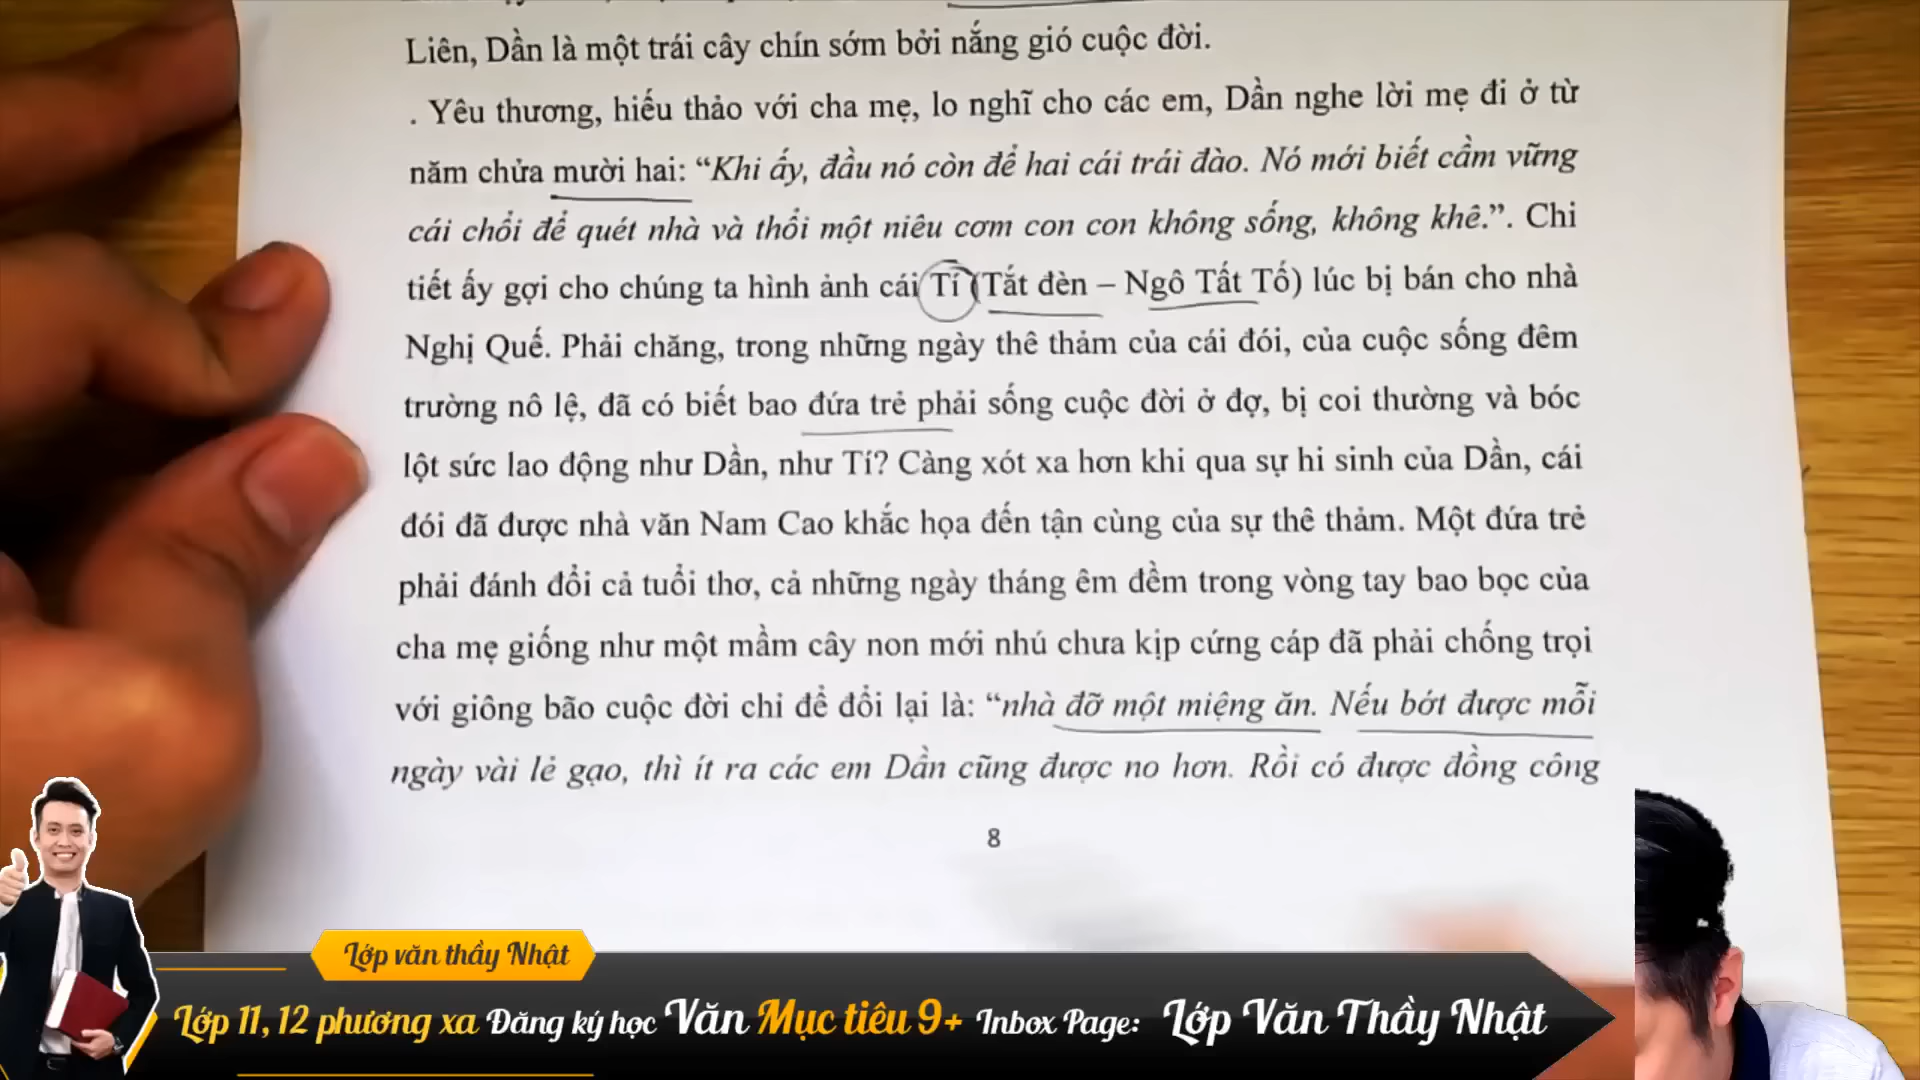 Liên, Dần là một trái cây chín sớm bởi nắng gió cuộc đời.
. Yêu thương, hiếu thảo với cha mẹ, lo nghĩ cho các em, Dần nghe lời mẹ đi ở từ
năm chửa mười hai: “Khi ấy, đầu nó còn để hai cái trái đào. Nó mới biết cầm vững
cái chổi để quét nhà và thổi một niêu cơm con con không sống, không khê.”. Chi
tiết ấy gợi cho chúng ta hình ảnh cái Tí (Tắt đèn – Ngô Tất Tố) lúc bị bán cho nhà
Nghị Quế. Phải chăng, trong những ngày thê thảm của cái đói, của cuộc sống đêm
trường nô lệ, đã có biết bao đứa trẻ phải sống cuộc đời ở đợ, bị coi thường và bóc
lột sức lao động như Dần, như Tí? Càng xót xa hơn khi qua sự hi sinh của Dần, cái
đói đã được nhà văn Nam Cao khắc họa đến tận cùng của sự thê thảm. Một đứa trẻ
phải đánh đổi cả tuổi thơ, cả những ngày tháng êm đềm trong vòng tay bao bọc của
cha mẹ giống như một mầm cây non mới nhú chưa kịp cứng cáp đã phải chống trọi
với giông bão cuộc đời chỉ để đổi lại là: “nhà đỡ một miệng ăn. Nếu bớt được mỗi
ngày vài lẻ gạo, thì ít ra các em Dần cũng được no hơn. Rồi có được đồng công
8
Lớp văn thầy Nhật
Lớp 11, 12 phương xa Đăng ký học Văn Mục tiêu 9+ Inbox Page: Lớp Văn Thầy Nhật